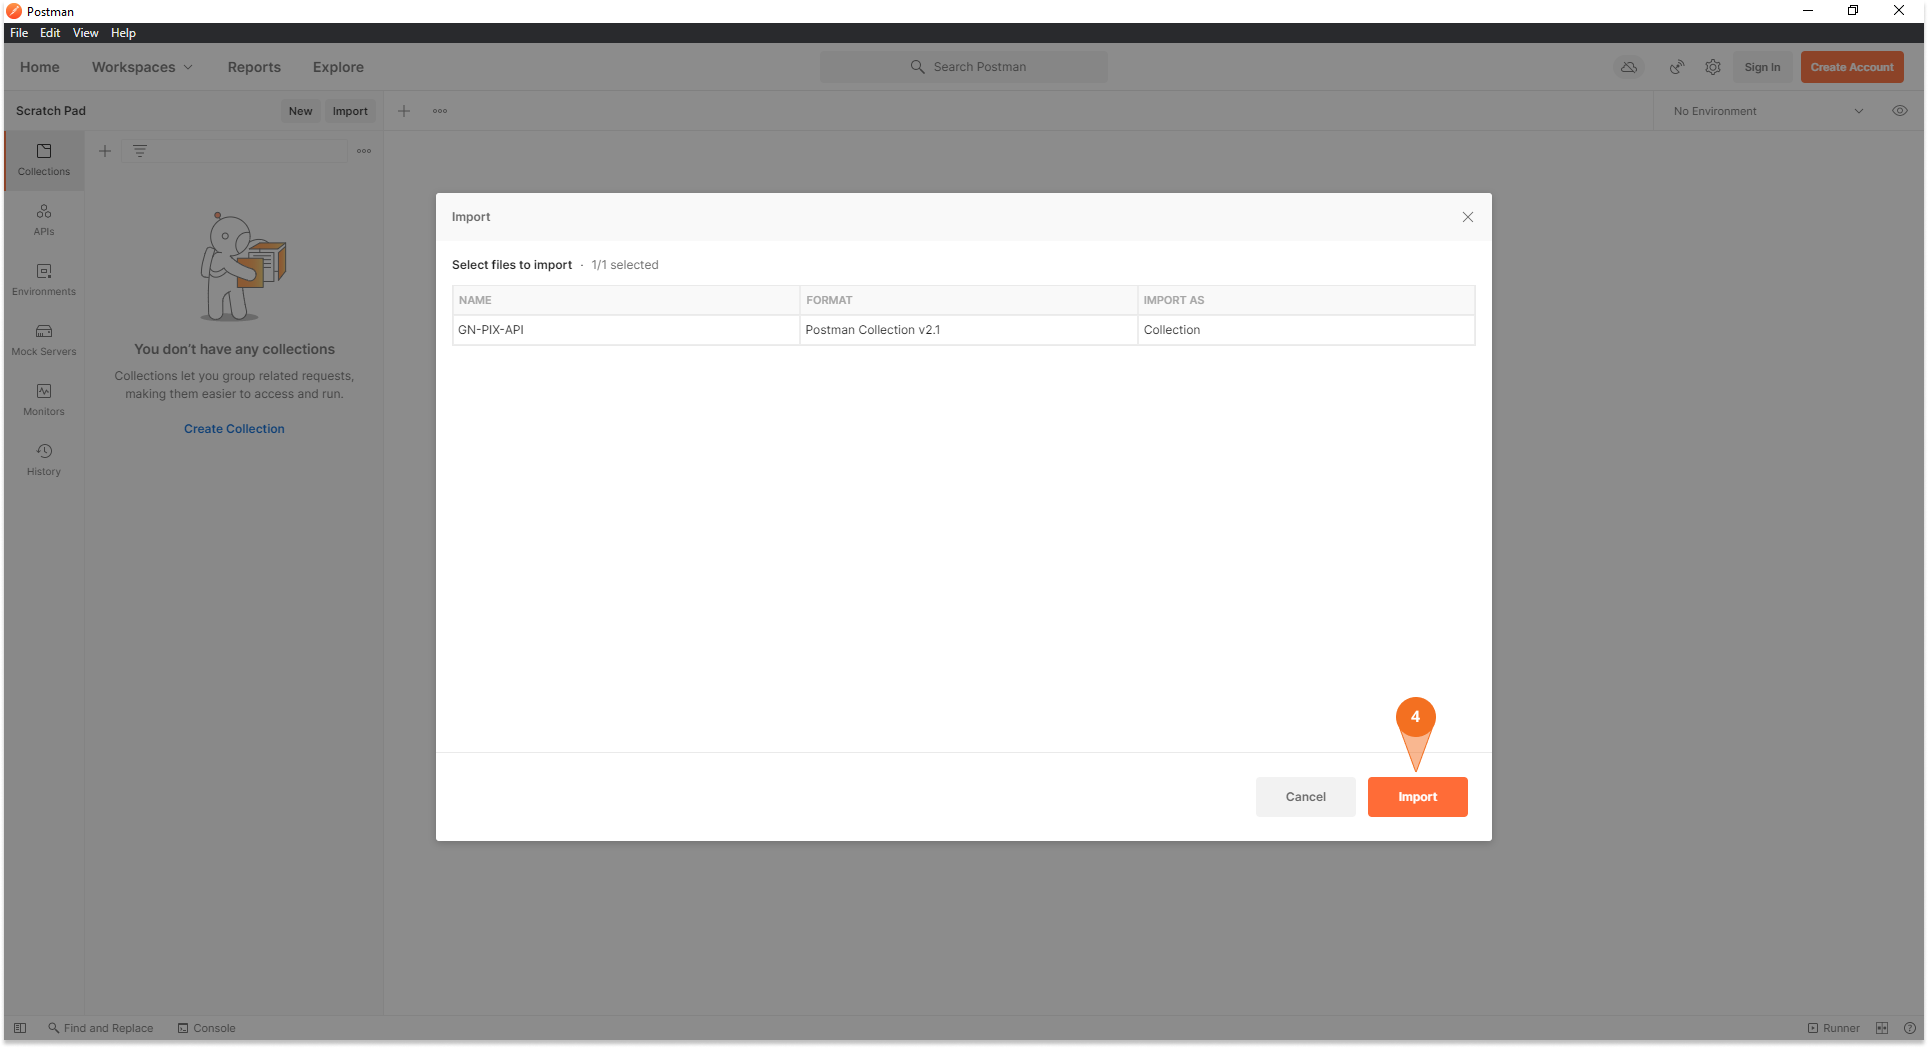 Postman
File Edit View Help
Home Workspaces Reports Explore Search Postman Sign In Create Account
Scratch Pad New Import No Environment
Collections
APIs
Environments
Mock Servers
Monitors
History
You don't have any collections
Collections let you group related requests,
making them easier to access and run.
Create Collection
Import
Select files to import · 1/1 selected
NAME FORMAT IMPORT AS
GN-PIX-API Postman Collection v2.1 Collection
4
Cancel Import
Find and Replace Console Runner